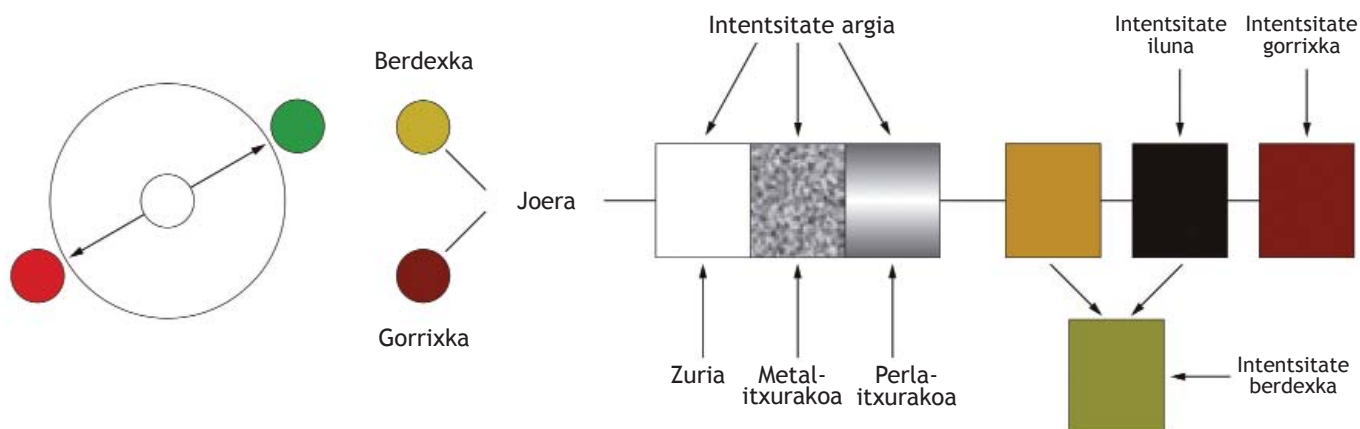 Berdexka
Gorrixka
Joera
Intentsitate argia
Zuria
Metal-
itxurakoa
Perla-
itxurakoa
Intentsitate
iluna
Intentsitate
gorrixka
Intentsitate
berdexka